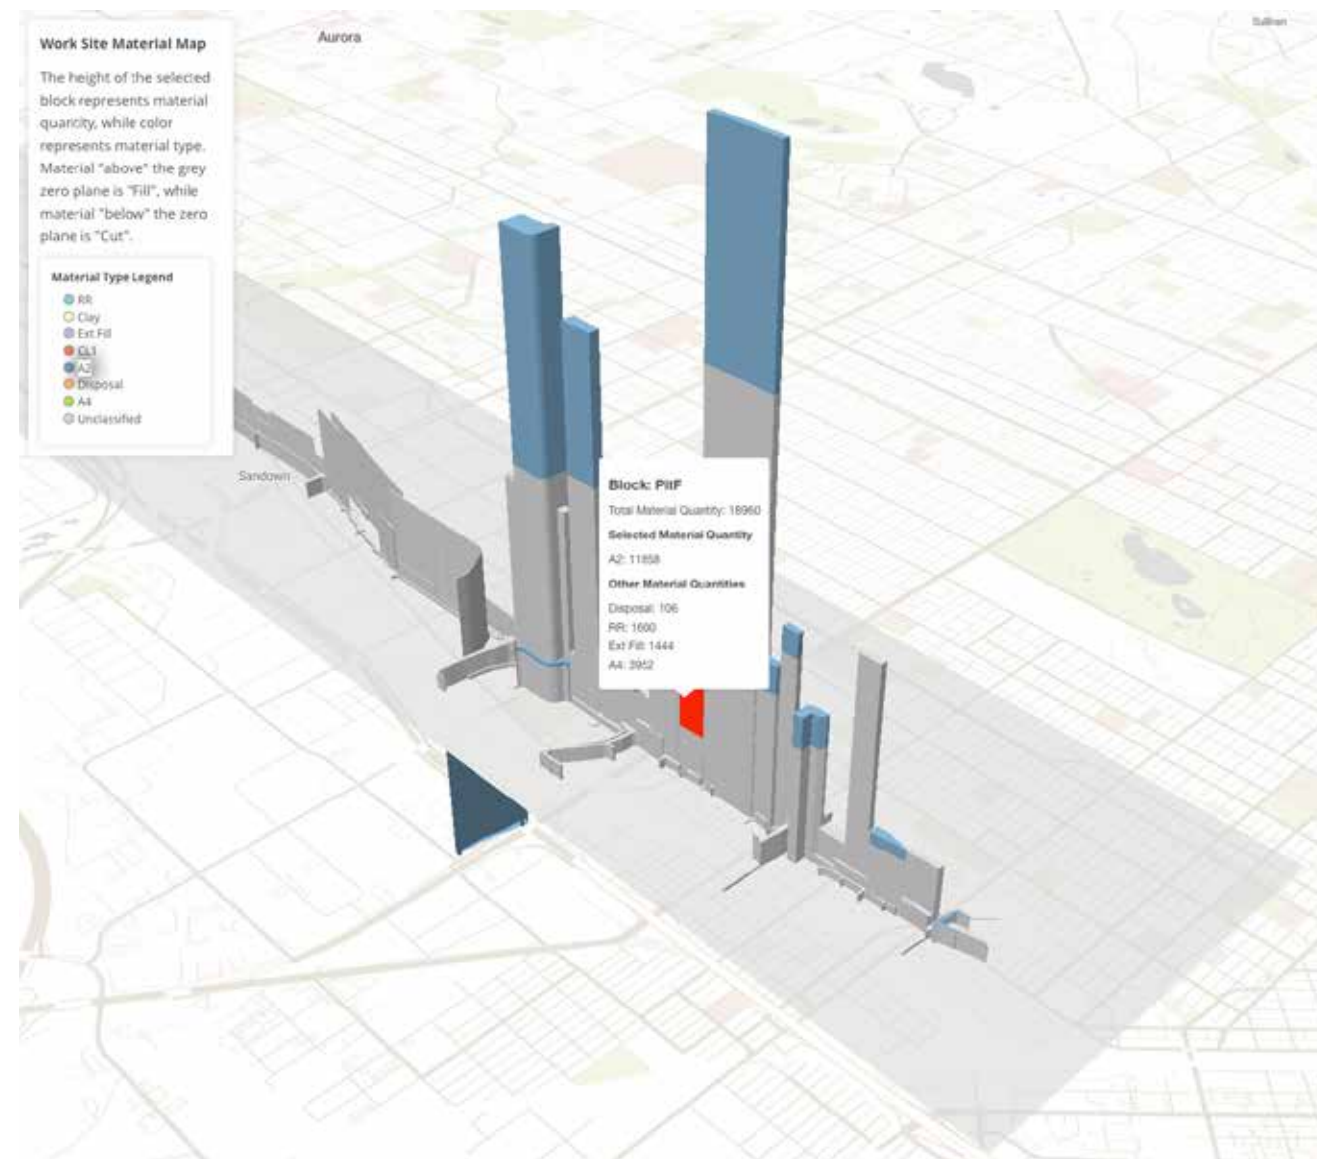 Work Site Material Map
The height of the selected
block represents material
quantity, while color
represents material type.
Material "above" the grey
zero plane is "Fill", while
material "below" the zero
plane is "Cut".
Material Type Legend
RR
Clay
Ext Fill
CL1
A2
Disposal
A4
Unclassified
Aurora
Sullivan
Sandown
Block: PitF
Total Material Quantity: 18960
Selected Material Quantity
A2: 11858
Other Material Quantities
Disposal: 106
RR: 1600
Ext Fill: 1444
A4: 3952